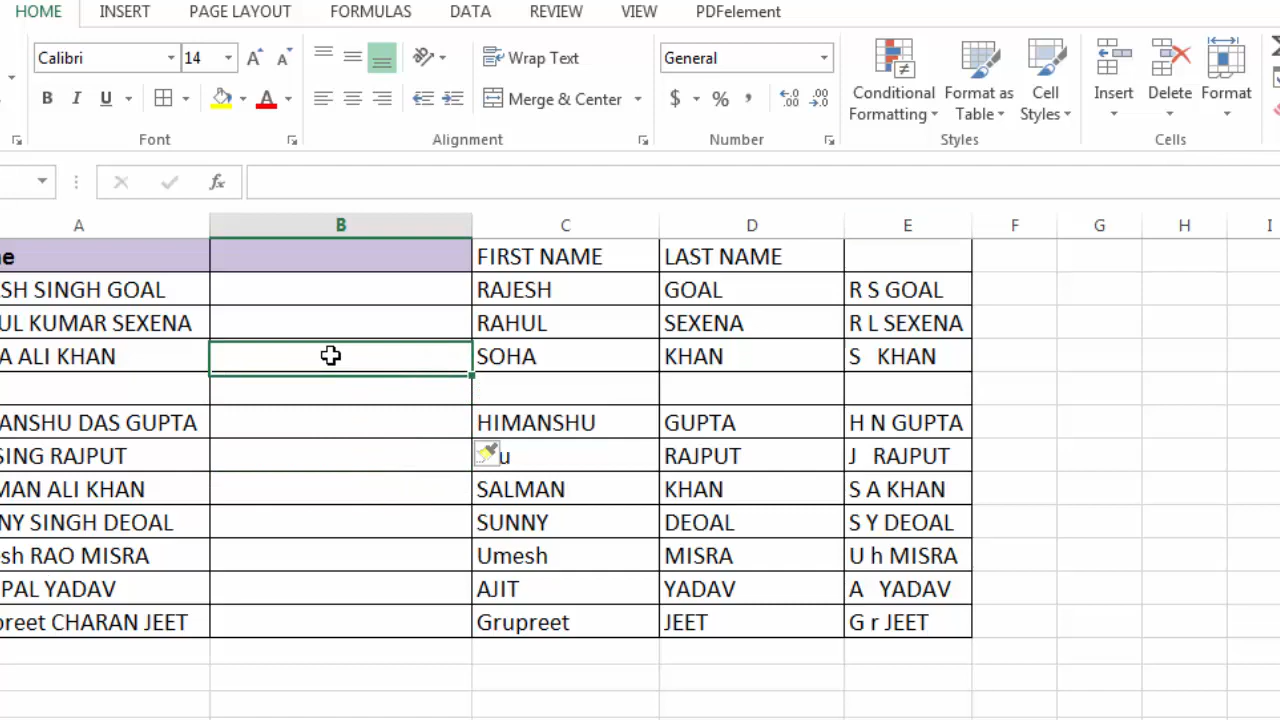 HOME INSERT PAGE LAYOUT FORMULAS DATA REVIEW VIEW PDFelement
Calibri 14 A A Wrap Text General
B I U A Merge & Center $ % , Conditional Formatting Format as Table Cell Styles Insert Delete Format
Font Alignment Number Styles Cells
fx
A B C D E F G H I
e FIRST NAME LAST NAME
SH SINGH GOAL RAJESH GOAL R S GOAL
UL KUMAR SEXENA RAHUL SEXENA R L SEXENA
A ALI KHAN SOHA KHAN S KHAN
ANSHU DAS GUPTA HIMANSHU GUPTA H N GUPTA
SING RAJPUT u RAJPUT J RAJPUT
MAN ALI KHAN SALMAN KHAN S A KHAN
NY SINGH DEOAL SUNNY DEOAL S Y DEOAL
sh RAO MISRA Umesh MISRA U h MISRA
PAL YADAV AJIT YADAV A YADAV
preet CHARAN JEET Grupreet JEET G r JEET